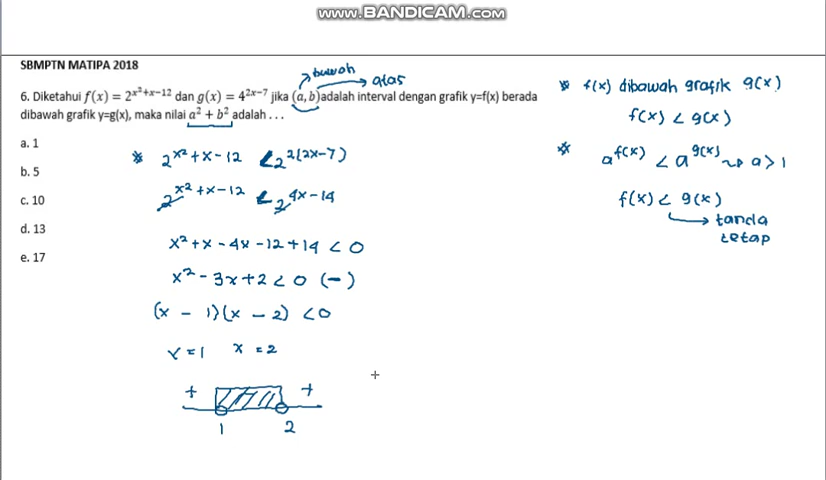 WWW.BANDICAM.COM
SBMPTN MATIPA 2018
6. Diketahui f(x) = 2^{x²+x−12} dan g(x) = 4^{2x−7} jika (a, b)adalah interval dengan grafik y=f(x) berada
dibawah grafik y=g(x), maka nilai a² + b² adalah . . .
a. 1
b. 5
c. 10
d. 13
e. 17
buwah
atas
* 2^{x²+x-12} < 2^{2(2x-7)}
2^{x²+x-12} < 2^{4x-14}
x²+x-4x-12+14 < 0
x²-3x+2 < 0 (-)
(x - 1)(x - 2) < 0
x=1 x=2
+ +
1 2
* f(x) dibawah grafik g(x)
f(x) < g(x)
* a^{f(x)} < a^{g(x)} → a>1
f(x) < g(x)
→ tanda
tetap